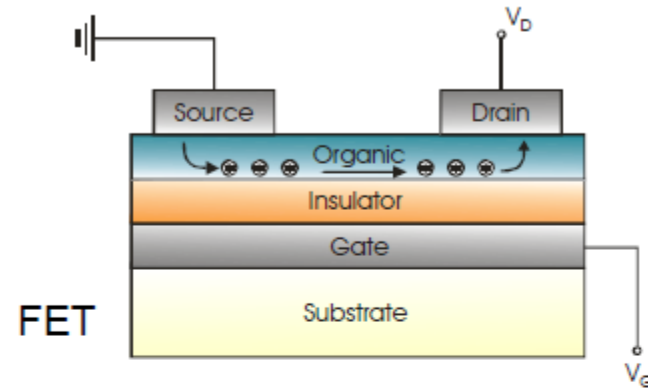 V_D
Source
Drain
Organic
Insulator
Gate
Substrate
FET
V_G